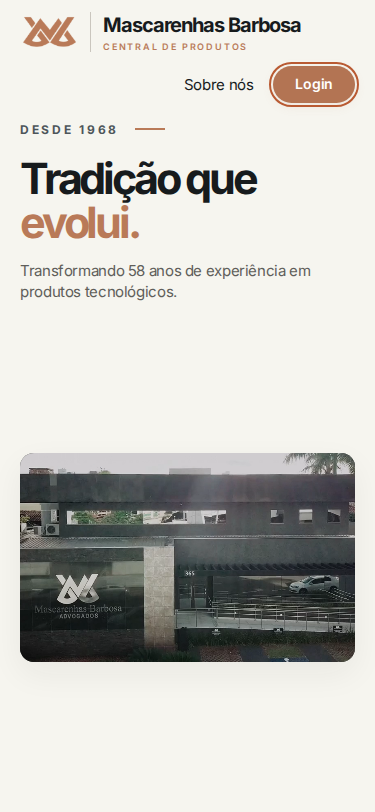 Mascarenhas Barbosa
CENTRAL DE PRODUTOS
Sobre nós
Login
DESDE 1968
Tradição que
evolui.
Transformando 58 anos de experiência em
produtos tecnológicos.
365
Mascarenhas Barbosa
ADVOGADOS